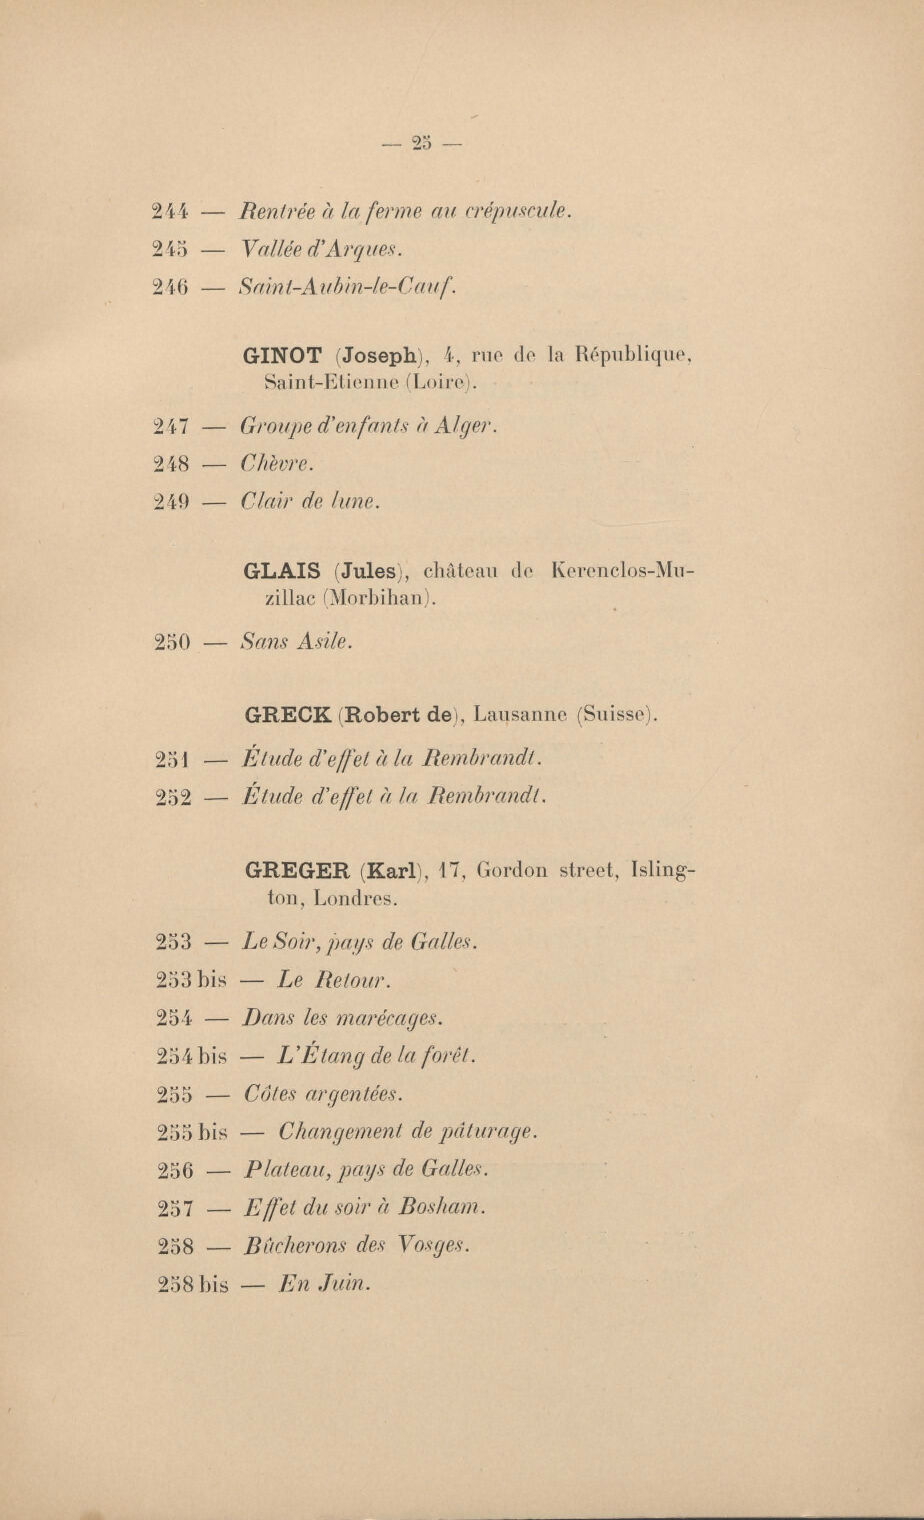 — 25 —
244 — Rentrée à la ferme au crépuscule.
245 — Vallée d'Arques.
246 — Saint-Aubin-le-Cauf.
GINOT (Joseph), 4, rue de la République,
Saint-Etienne (Loire).
247 — Groupe d'enfants à Alger.
248 — Chèvre.
249 — Clair de lune.
GLAIS (Jules), château de Kerenclos-Mu-
zillac (Morbihan).
250 — Sans Asile.
GRECK (Robert de), Lausanne (Suisse).
251 — Étude d'effet à la Rembrandt.
252 — Étude d'effet à la Rembrandt.
GREGER (Karl), 17, Gordon street, Isling-
ton, Londres.
253 — Le Soir, pays de Galles.
253 bis — Le Retour.
254 — Dans les marécages.
254 bis — L'Étang de la forêt.
255 — Côtes argentées.
255 bis — Changement de pâturage.
256 — Plateau, pays de Galles.
257 — Effet du soir à Bosham.
258 — Bûcherons des Vosges.
258 bis — En Juin.